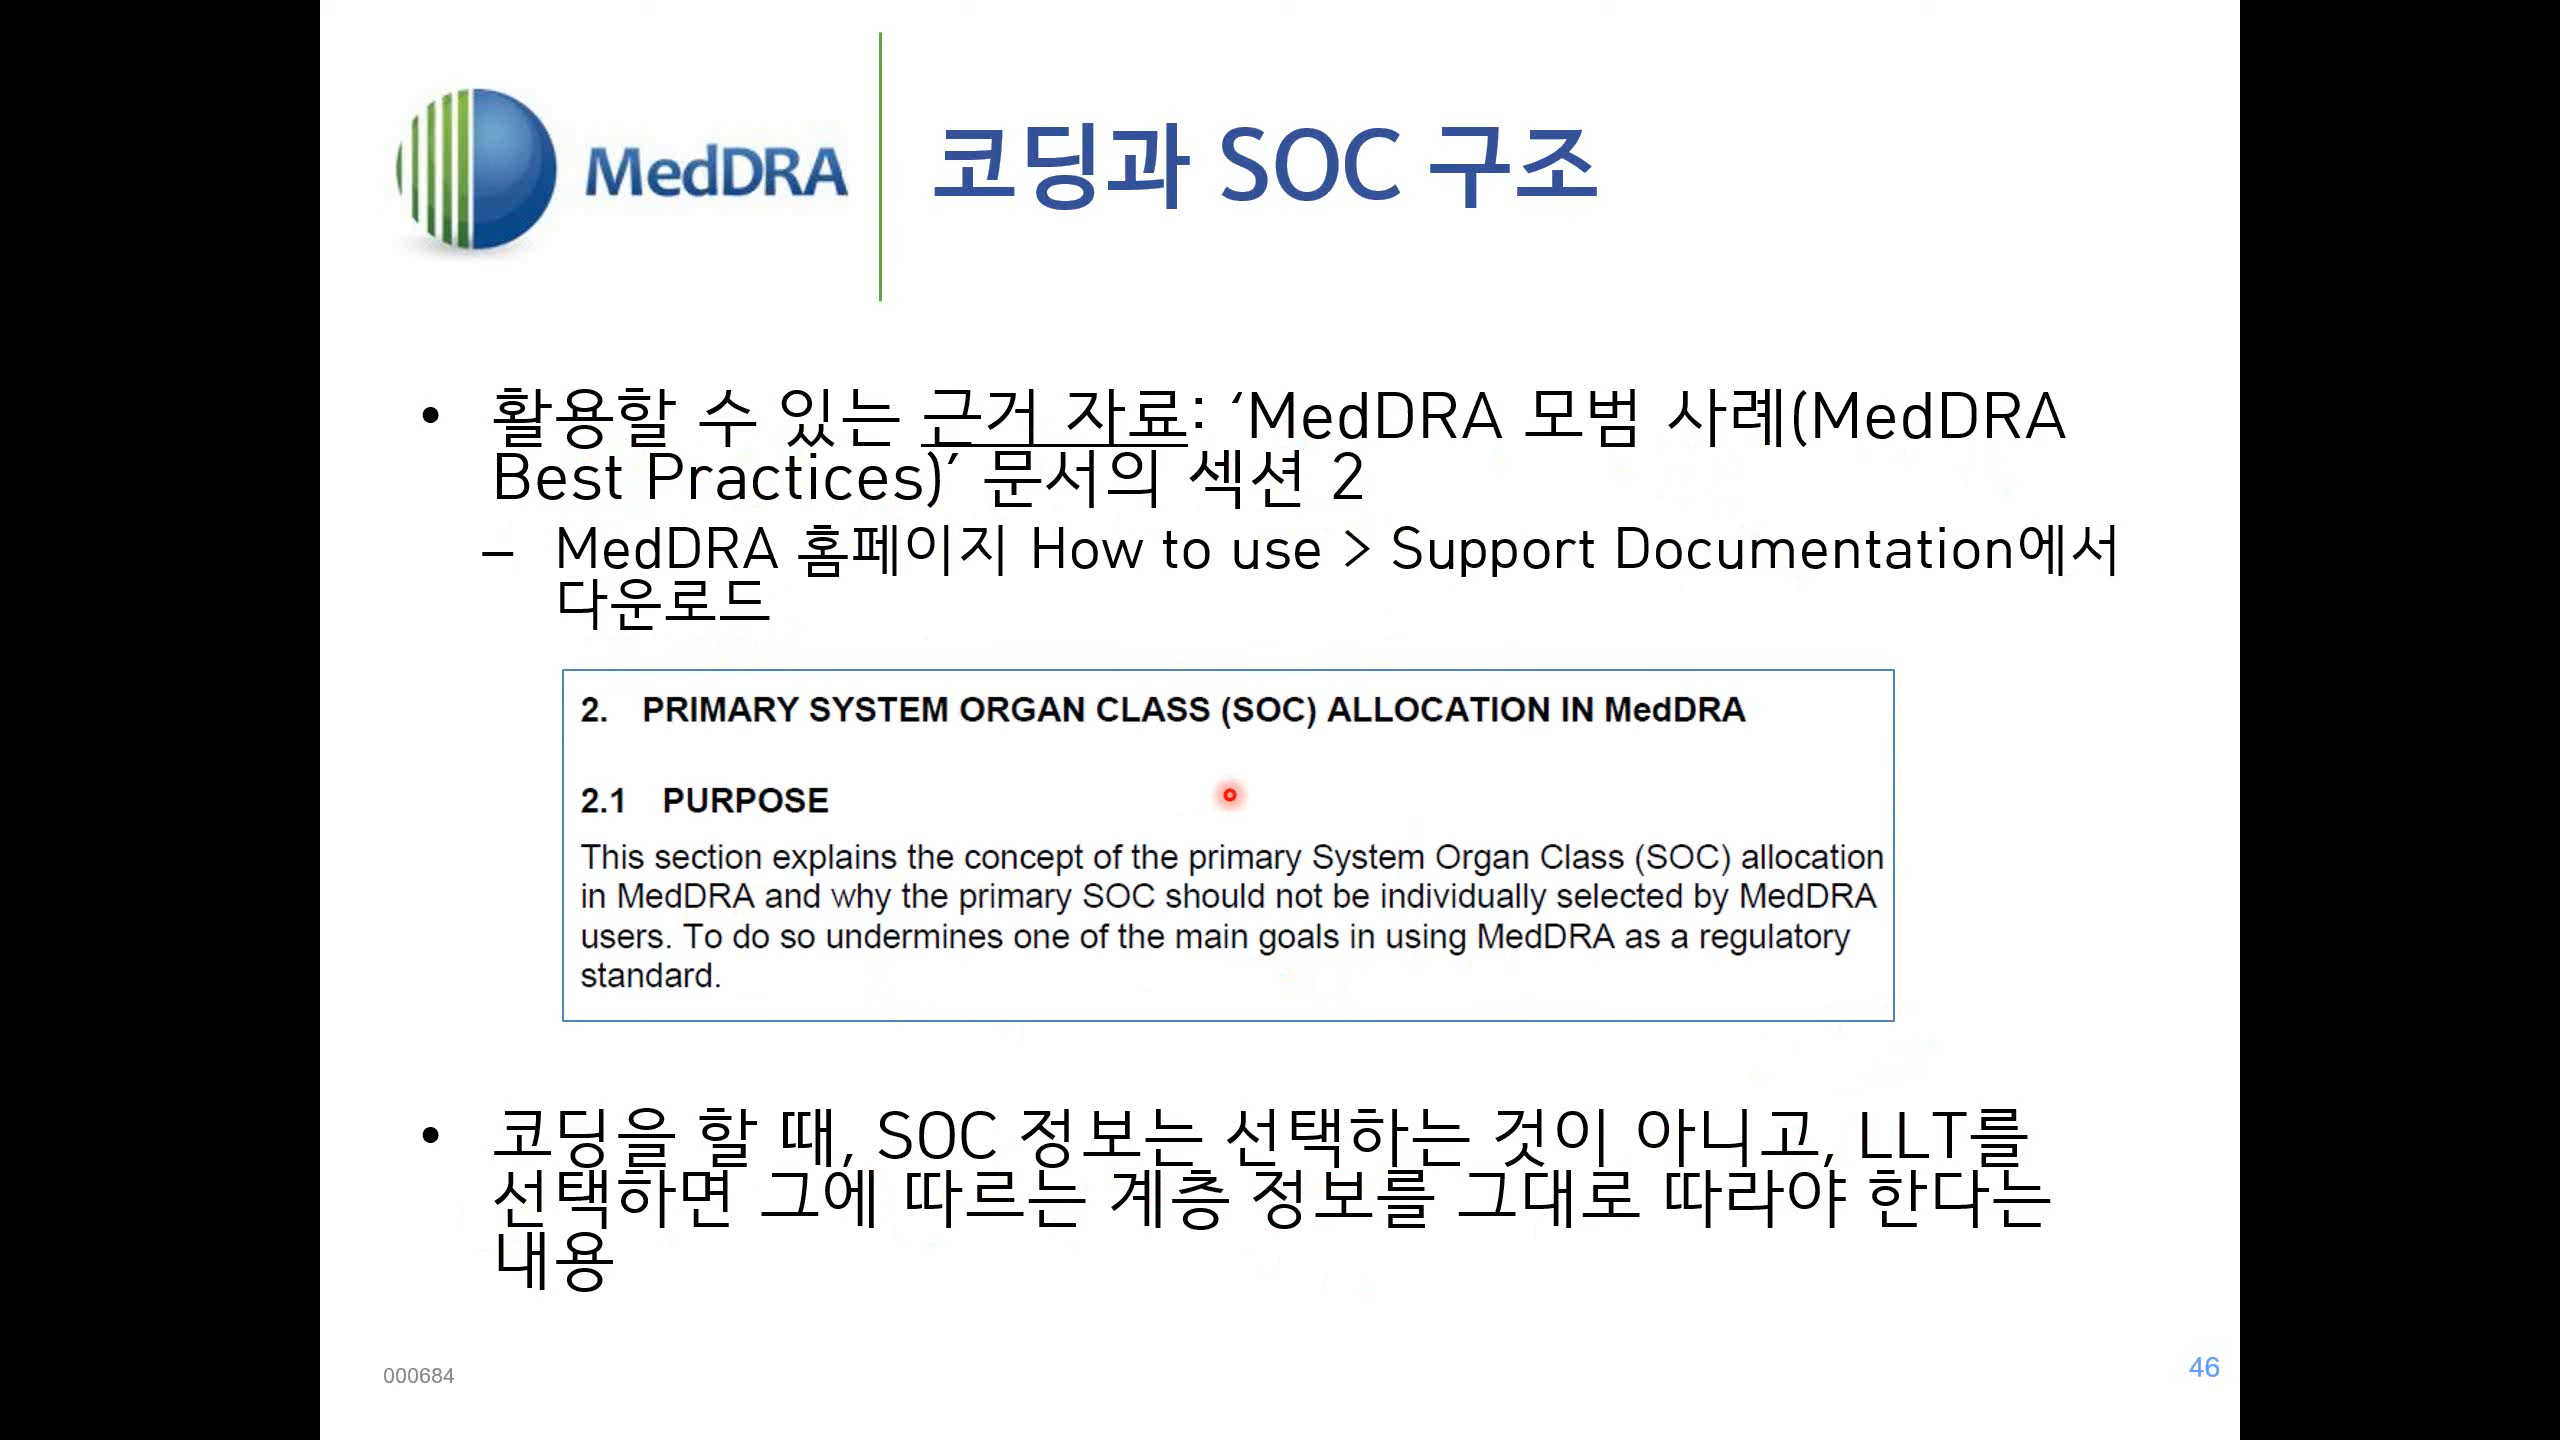 MedDRA
코딩과 SOC 구조
• 활용할 수 있는 근거 자료: ‘MedDRA 모범 사례(MedDRA
Best Practices)’ 문서의 섹션 2
– MedDRA 홈페이지 How to use > Support Documentation에서
다운로드
2. PRIMARY SYSTEM ORGAN CLASS (SOC) ALLOCATION IN MedDRA
2.1 PURPOSE
This section explains the concept of the primary System Organ Class (SOC) allocation
in MedDRA and why the primary SOC should not be individually selected by MedDRA
users. To do so undermines one of the main goals in using MedDRA as a regulatory
standard.
• 코딩을 할 때, SOC 정보는 선택하는 것이 아니고, LLT를
선택하면 그에 따르는 계층 정보를 그대로 따라야 한다는
내용
000684
46